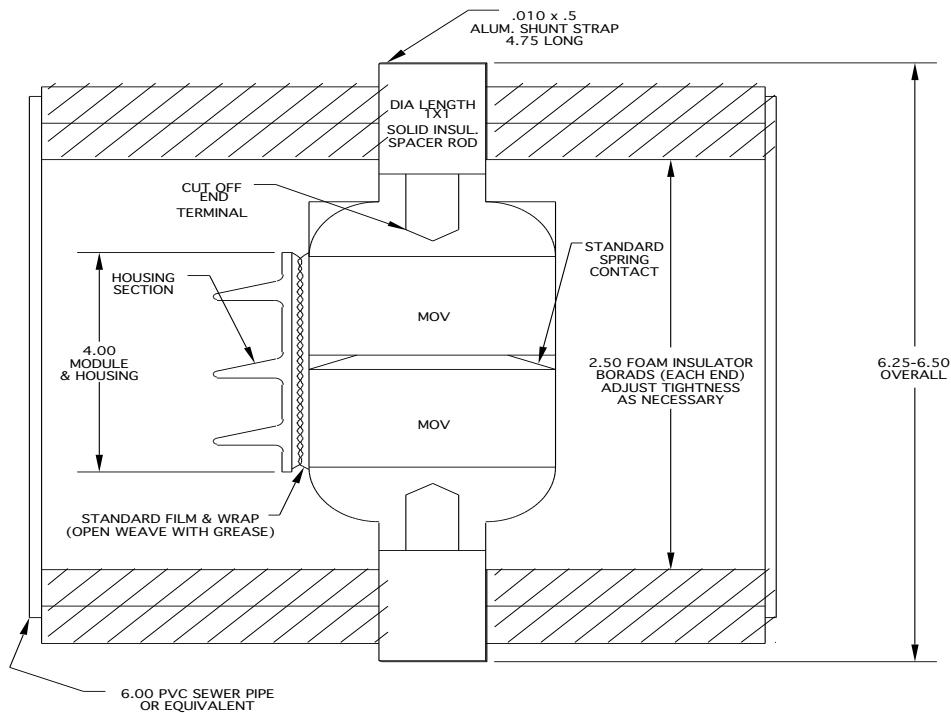 .010 x .5
ALUM. SHUNT STRAP
4.75 LONG
DIA LENGTH
1X1
SOLID INSUL.
SPACER ROD
CUT OFF
END
TERMINAL
STANDARD
SPRING
CONTACT
HOUSING
SECTION
MOV
4.00
MODULE
& HOUSING
2.50 FOAM INSULATOR
BORADS (EACH END)
ADJUST TIGHTNESS
AS NECESSARY
6.25-6.50
OVERALL
MOV
STANDARD FILM & WRAP
(OPEN WEAVE WITH GREASE)
6.00 PVC SEWER PIPE
OR EQUIVALENT